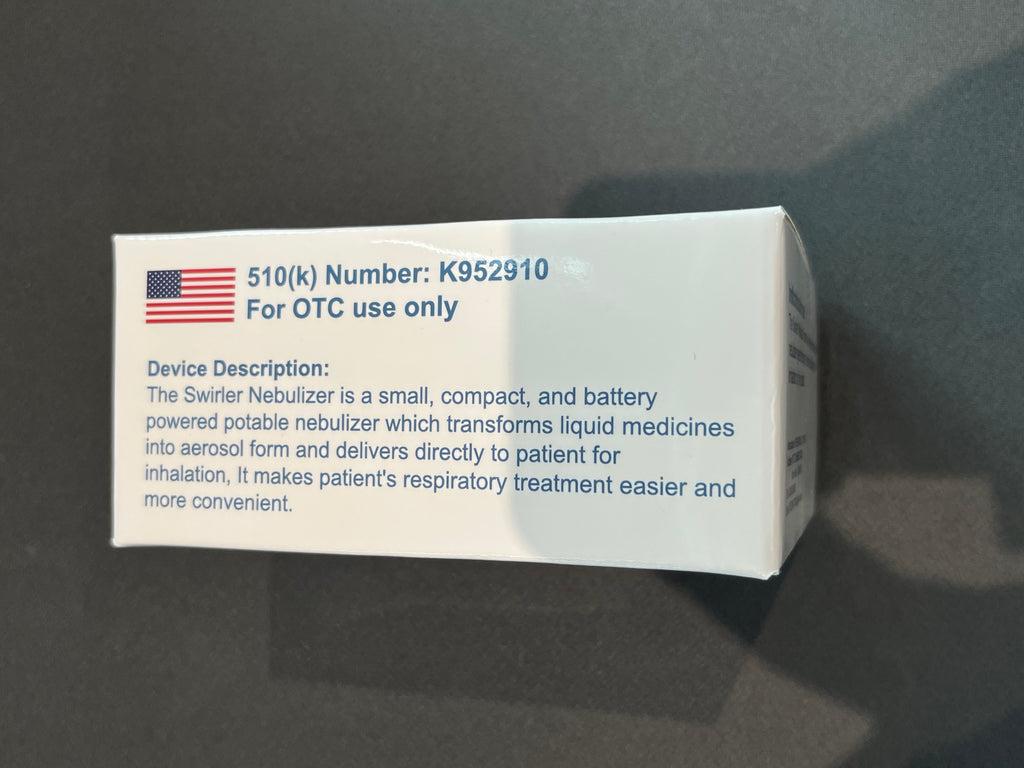 510(k) Number: K952910
For OTC use only
Device Description:
The Swirler Nebulizer is a small, compact, and battery
powered potable nebulizer which transforms liquid medicines
into aerosol form and delivers directly to patient for
inhalation, It makes patient's respiratory treatment easier and
more convenient.